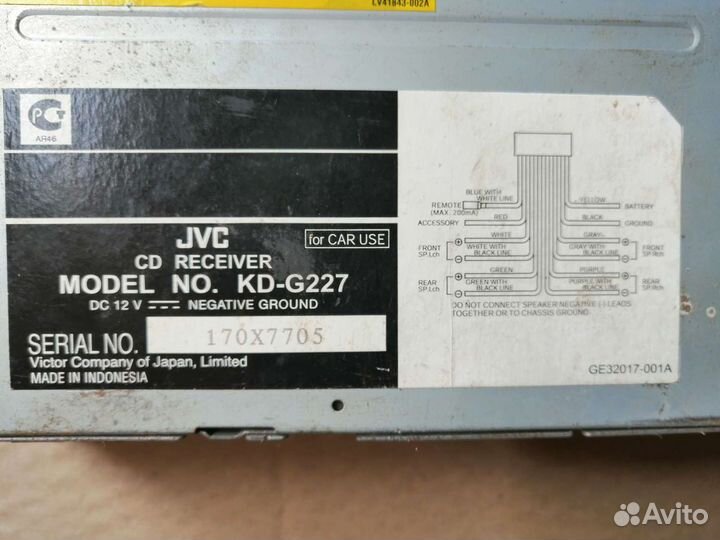 LV41843-002A
РСТ
АЯ46
JVC
for CAR USE
CD RECEIVER
MODEL NO. KD-G227
DC 12 V NEGATIVE GROUND
SERIAL NO. 170X7705
Victor Company of Japan, Limited
MADE IN INDONESIA
BLUE WITH
WHITE LINE
REMOTE
(MAX. 200mA)
ACCESSORY
RED
WHITE
FRONT
SP.Lch
WHITE WITH
BLACK LINE
GREEN
REAR
SP.Lch
GREEN WITH
BLACK LINE
YELLOW
BATTERY
BLACK
GROUND
GRAY
GRAY WITH
BLACK LINE
FRONT
SP.Rch
PURPLE
PURPLE WITH
BLACK LINE
REAR
SP.Rch
DO NOT CONNECT SPEAKER NEGATIVE (-) LEADS
TOGETHER OR TO CHASSIS GROUND.
GE32017-001A
Avito